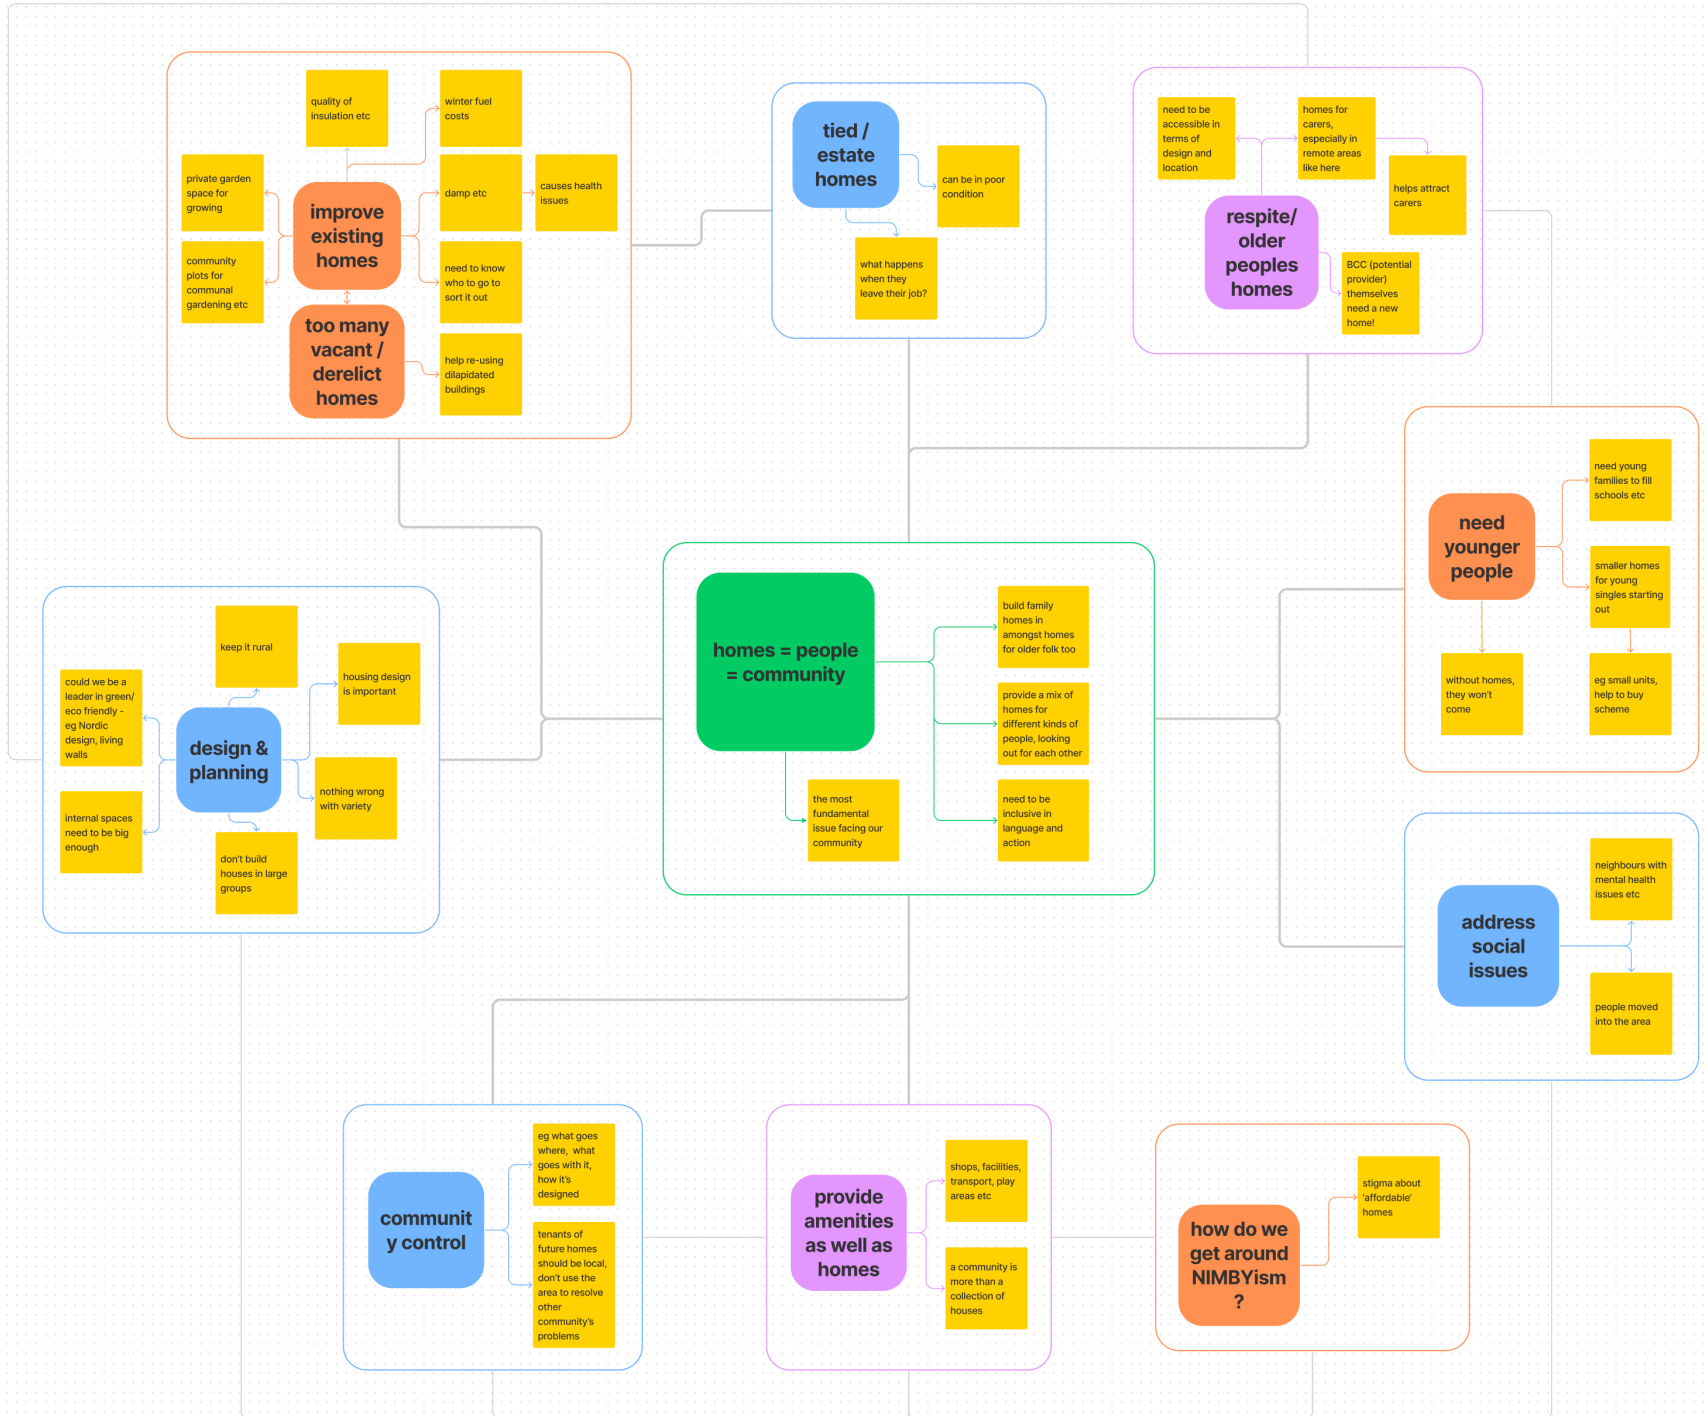 quality of
insulation etc
winter fuel
costs
private garden
space for
growing
damp etc
causes health
issues
improve
existing
homes
community
plots for
communal
gardening etc
need to know
who to go to
sort it out
too many
vacant /
derelict
homes
help re-using
dilapidated
buildings
tied /
estate
homes
can be in poor
condition
what happens
when they
leave their job?
need to be
accessible in
terms of
design and
location
homes for
carers,
especially in
remote areas
like here
helps attract
carers
respite/
older
peoples
homes
BCC (potential
provider)
themselves
need a new
home!
need
younger
people
need young
families to fill
schools etc
smaller homes
for young
singles starting
out
without homes,
they won't
come
eg small units,
help to buy
scheme
keep it rural
housing design
is important
could we be a
leader in green/
eco friendly -
eg Nordic
design, living
walls
design &
planning
nothing wrong
with variety
internal spaces
need to be big
enough
don't build
houses in large
groups
homes = people
= community
build family
homes in
amongst homes
for older folk too
provide a mix of
homes for
different kinds of
people, looking
out for each other
the most
fundamental
issue facing our
community
need to be
inclusive in
language and
action
address
social
issues
neighbours with
mental health
issues etc
people moved
into the area
communit
y control
eg what goes
where, what
goes with it,
how it's
designed
tenants of
future homes
should be local,
don't use the
area to resolve
other
community's
problems
provide
amenities
as well as
homes
shops, facilities,
transport, play
areas etc
a community is
more than a
collection of
houses
how do we
get around
NIMBYism
?
stigma about
'affordable'
homes